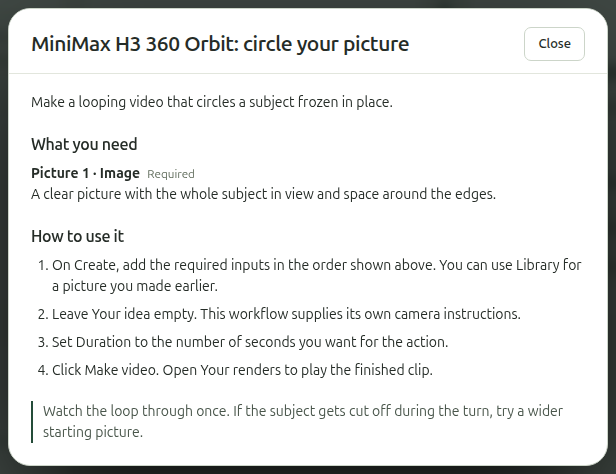 MiniMax H3 360 Orbit: circle your picture
Close
Make a looping video that circles a subject frozen in place.
What you need
Picture 1 · Image Required
A clear picture with the whole subject in view and space around the edges.
How to use it
1. On Create, add the required inputs in the order shown above. You can use Library for
a picture you made earlier.
2. Leave Your idea empty. This workflow supplies its own camera instructions.
3. Set Duration to the number of seconds you want for the action.
4. Click Make video. Open Your renders to play the finished clip.
Watch the loop through once. If the subject gets cut off during the turn, try a wider
starting picture.